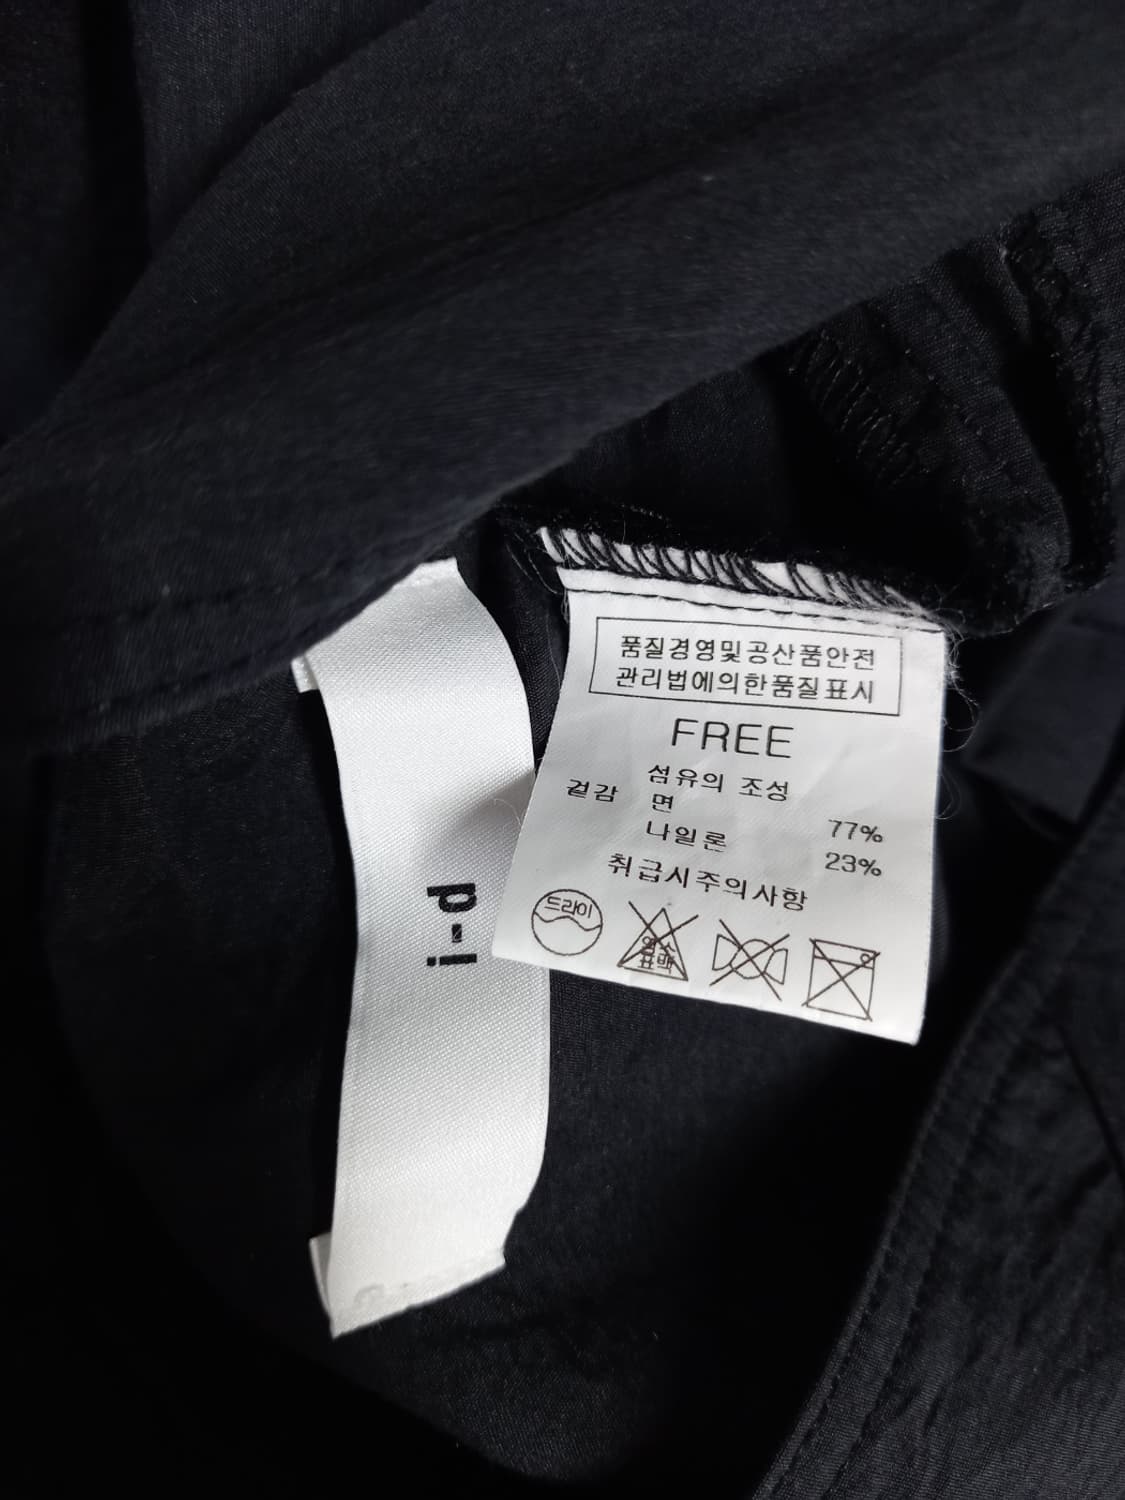 품질경영및공산품안전
관리법에의한품질표시
FREE
섬유의 조성
겉감 면 77%
나일론 23%
취급시주의사항
드라이
염소
표백
i-d